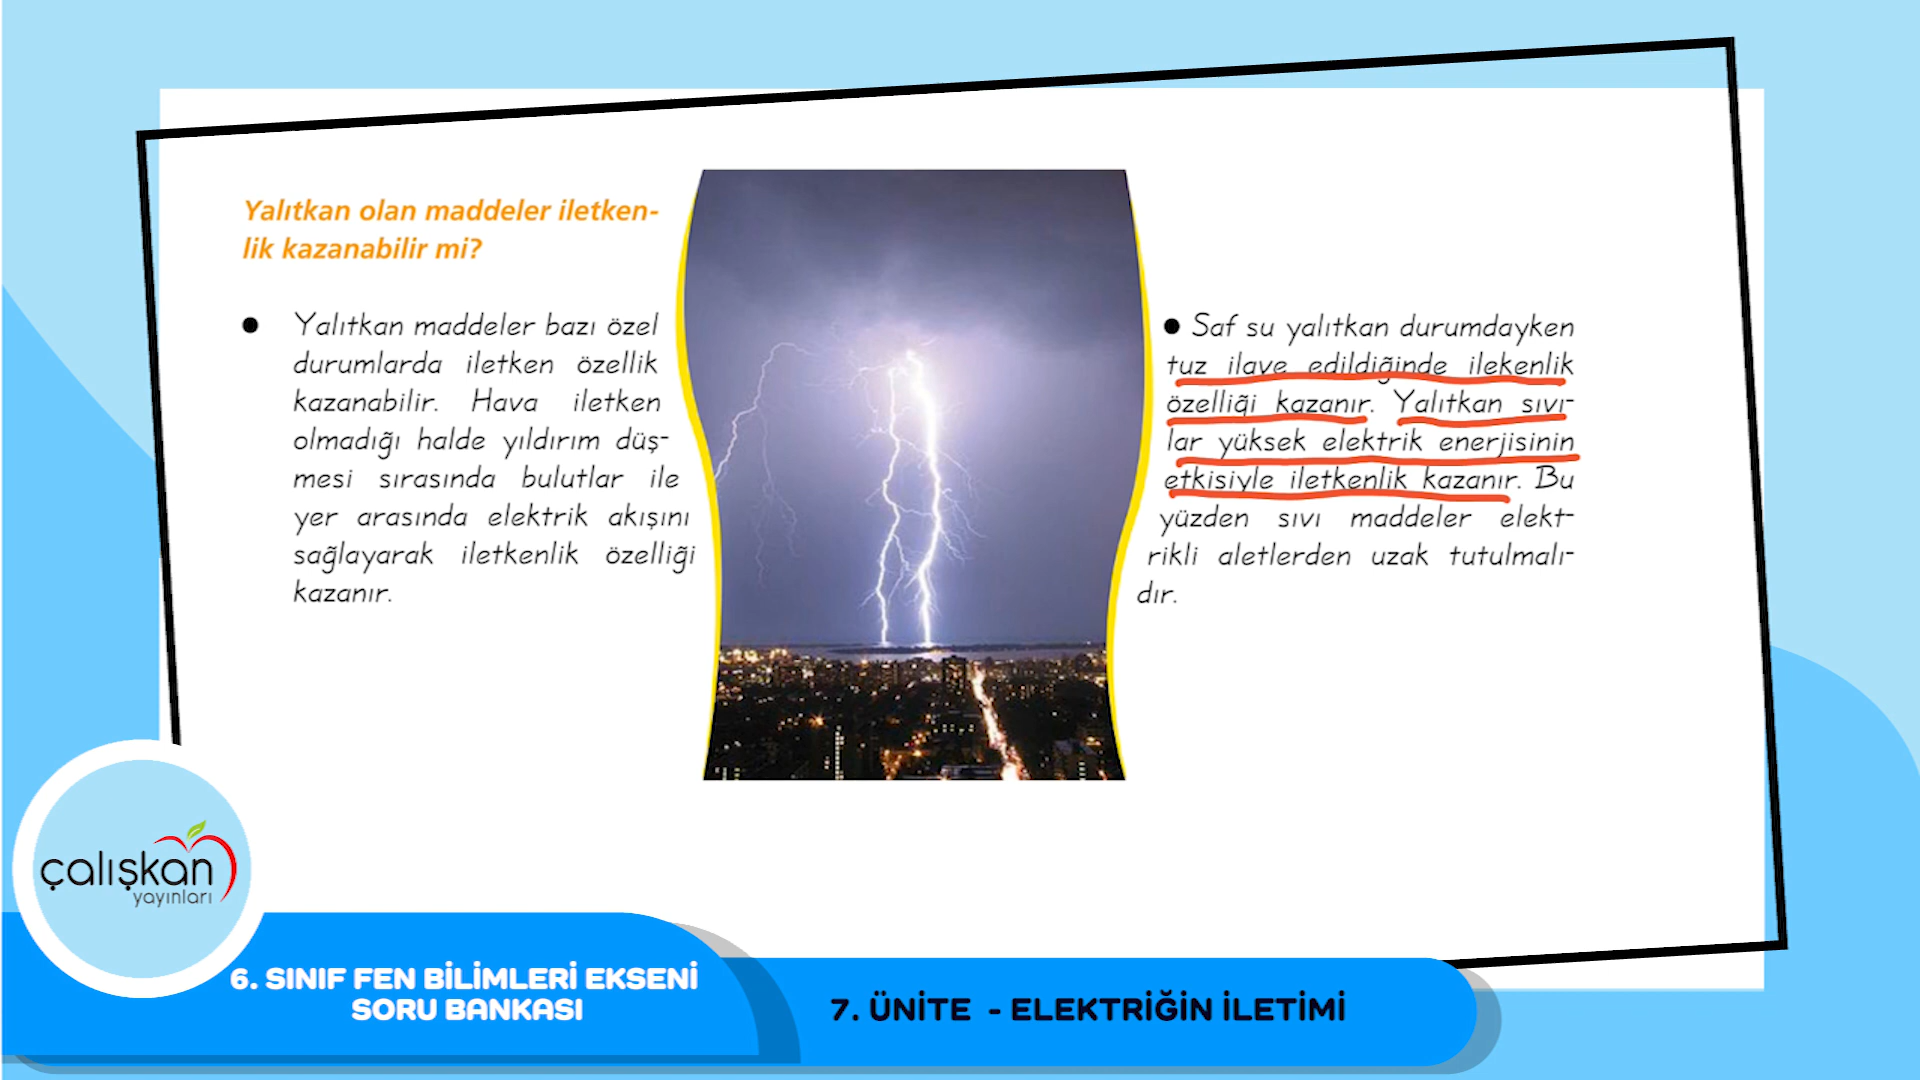 Yalıtkan olan maddeler iletken-
lik kazanabilir mi?
● Yalıtkan maddeler bazı özel
durumlarda iletken özellik
kazanabilir. Hava iletken
olmadığı halde yıldırım düş-
mesi sırasında bulutlar ile
yer arasında elektrik akışını
sağlayarak iletkenlik özelliği
kazanır.
● Saf su yalıtkan durumdayken
tuz ilave edildiğinde ilekenlik
özelliği kazanır. Yalıtkan sıvı-
lar yüksek elektrik enerjisinin
etkisiyle iletkenlik kazanır. Bu
yüzden sıvı maddeler elekt-
rikli aletlerden uzak tutulmalı-
dır.
çalışkan
yayınları
6. SINIF FEN BİLİMLERİ EKSENİ
SORU BANKASI
7. ÜNİTE - ELEKTRİĞİN İLETİMİ